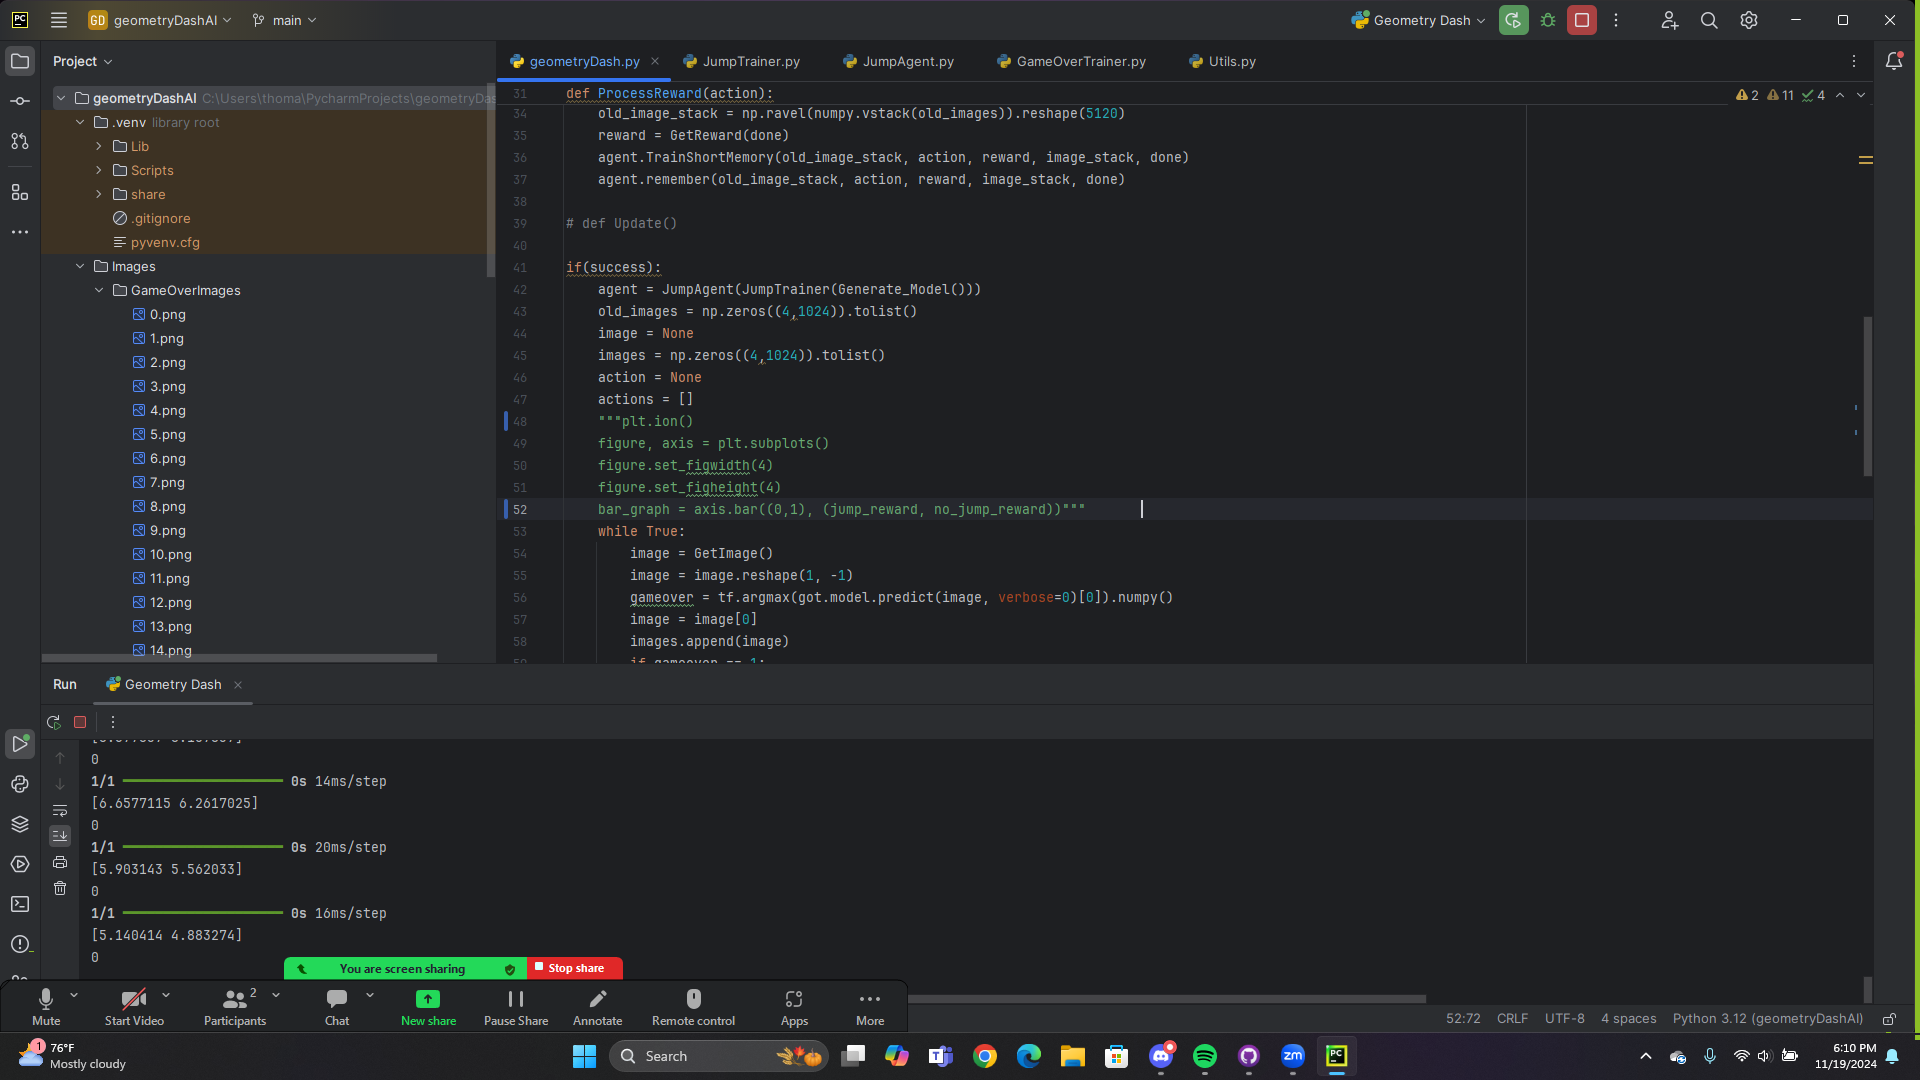 PC
GD geometryDashAI main
Geometry Dash
Project
geometryDash.py
JumpTrainer.py
JumpAgent.py
GameOverTrainer.py
Utils.py
geometryDashAI C:\Users\thoma\PycharmProjects\geometryDas
.venv library root
Lib
Scripts
share
.gitignore
pyvenv.cfg
Images
GameOverImages
0.png
1.png
2.png
3.png
4.png
5.png
6.png
7.png
8.png
9.png
10.png
11.png
12.png
13.png
14.png
2 11 4
31 def ProcessReward(action):
34 old_image_stack = np.ravel(numpy.vstack(old_images)).reshape(5120)
35 reward = GetReward(done)
36 agent.TrainShortMemory(old_image_stack, action, reward, image_stack, done)
37 agent.remember(old_image_stack, action, reward, image_stack, done)
38
39 # def Update()
40
41 if(success):
42 agent = JumpAgent(JumpTrainer(Generate_Model()))
43 old_images = np.zeros((4,1024)).tolist()
44 image = None
45 images = np.zeros((4,1024)).tolist()
46 action = None
47 actions = []
48 """plt.ion()
49 figure, axis = plt.subplots()
50 figure.set_figwidth(4)
51 figure.set_figheight(4)
52 bar_graph = axis.bar((0,1), (jump_reward, no_jump_reward))"""
53 while True:
54 image = GetImage()
55 image = image.reshape(1, -1)
56 gameover = tf.argmax(got.model.predict(image, verbose=0)[0]).numpy()
57 image = image[0]
58 images.append(image)
if gameover == 1:
Run Geometry Dash
0
1/1 0s 14ms/step
[6.6577115 6.2617025]
0
1/1 0s 20ms/step
[5.903143 5.562033]
0
1/1 0s 16ms/step
[5.140414 4.883274]
0
You are screen sharing Stop share
Mute
Start Video
2
Participants
Chat
New share
Pause Share
Annotate
Remote control
Apps
More
52:72 CRLF UTF-8 4 spaces Python 3.12 (geometryDashAI)
1
76°F
Mostly cloudy
Search
zm
PC
6:10 PM
11/19/2024